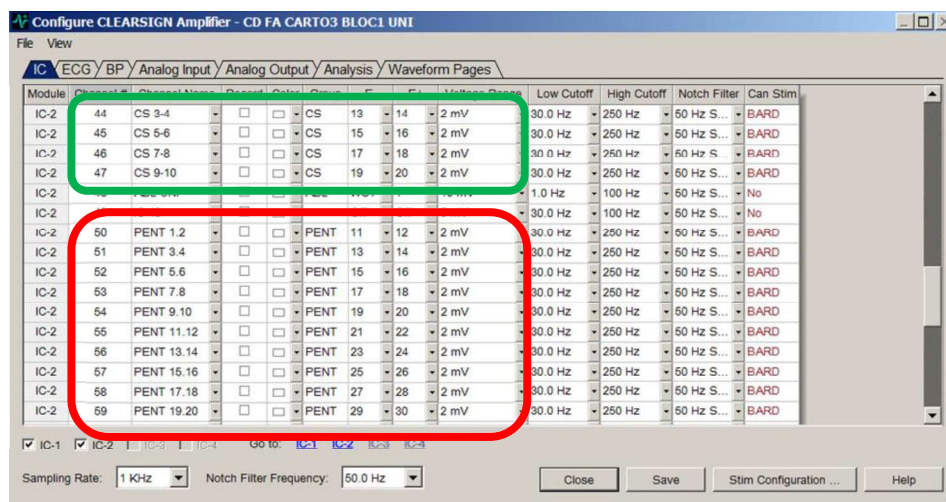 Configure CLEARSIGN Amplifier - CD FA CARTO3 BLOC1 UNI
File View
IC ECG BP Analog Input Analog Output Analysis Waveform Pages
Module Low Cutoff High Cutoff Notch Filter Can Stim
IC-2 44 CS 3-4 CS 13 14 2 mV 30.0 Hz 250 Hz 50 Hz S... BARD
IC-2 45 CS 5-6 CS 15 16 2 mV 30.0 Hz 250 Hz 50 Hz S... BARD
IC-2 46 CS 7-8 CS 17 18 2 mV 30.0 Hz 250 Hz 50 Hz S... BARD
IC-2 47 CS 9-10 CS 19 20 2 mV 30.0 Hz 250 Hz 50 Hz S... BARD
IC-2 1.0 Hz 100 Hz 50 Hz S... No
IC-2 30.0 Hz 100 Hz 50 Hz S... No
IC-2 50 PENT 1.2 PENT 11 12 2 mV 30.0 Hz 250 Hz 50 Hz S... BARD
IC-2 51 PENT 3.4 PENT 13 14 2 mV 30.0 Hz 250 Hz 50 Hz S... BARD
IC-2 52 PENT 5.6 PENT 15 16 2 mV 30.0 Hz 250 Hz 50 Hz S... BARD
IC-2 53 PENT 7.8 PENT 17 18 2 mV 30.0 Hz 250 Hz 50 Hz S... BARD
IC-2 54 PENT 9.10 PENT 19 20 2 mV 30.0 Hz 250 Hz 50 Hz S... BARD
IC-2 55 PENT 11.12 PENT 21 22 2 mV 30.0 Hz 250 Hz 50 Hz S... BARD
IC-2 56 PENT 13.14 PENT 23 24 2 mV 30.0 Hz 250 Hz 50 Hz S... BARD
IC-2 57 PENT 15.16 PENT 25 26 2 mV 30.0 Hz 250 Hz 50 Hz S... BARD
IC-2 58 PENT 17.18 PENT 27 28 2 mV 30.0 Hz 250 Hz 50 Hz S... BARD
IC-2 59 PENT 19.20 PENT 29 30 2 mV 30.0 Hz 250 Hz 50 Hz S... BARD
IC-1 IC-2 IC-3 IC-4 Go to: IC-1 IC-2 IC-3 IC-4
Sampling Rate: 1 KHz Notch Filter Frequency: 50.0 Hz Close Save Stim Configuration ... Help